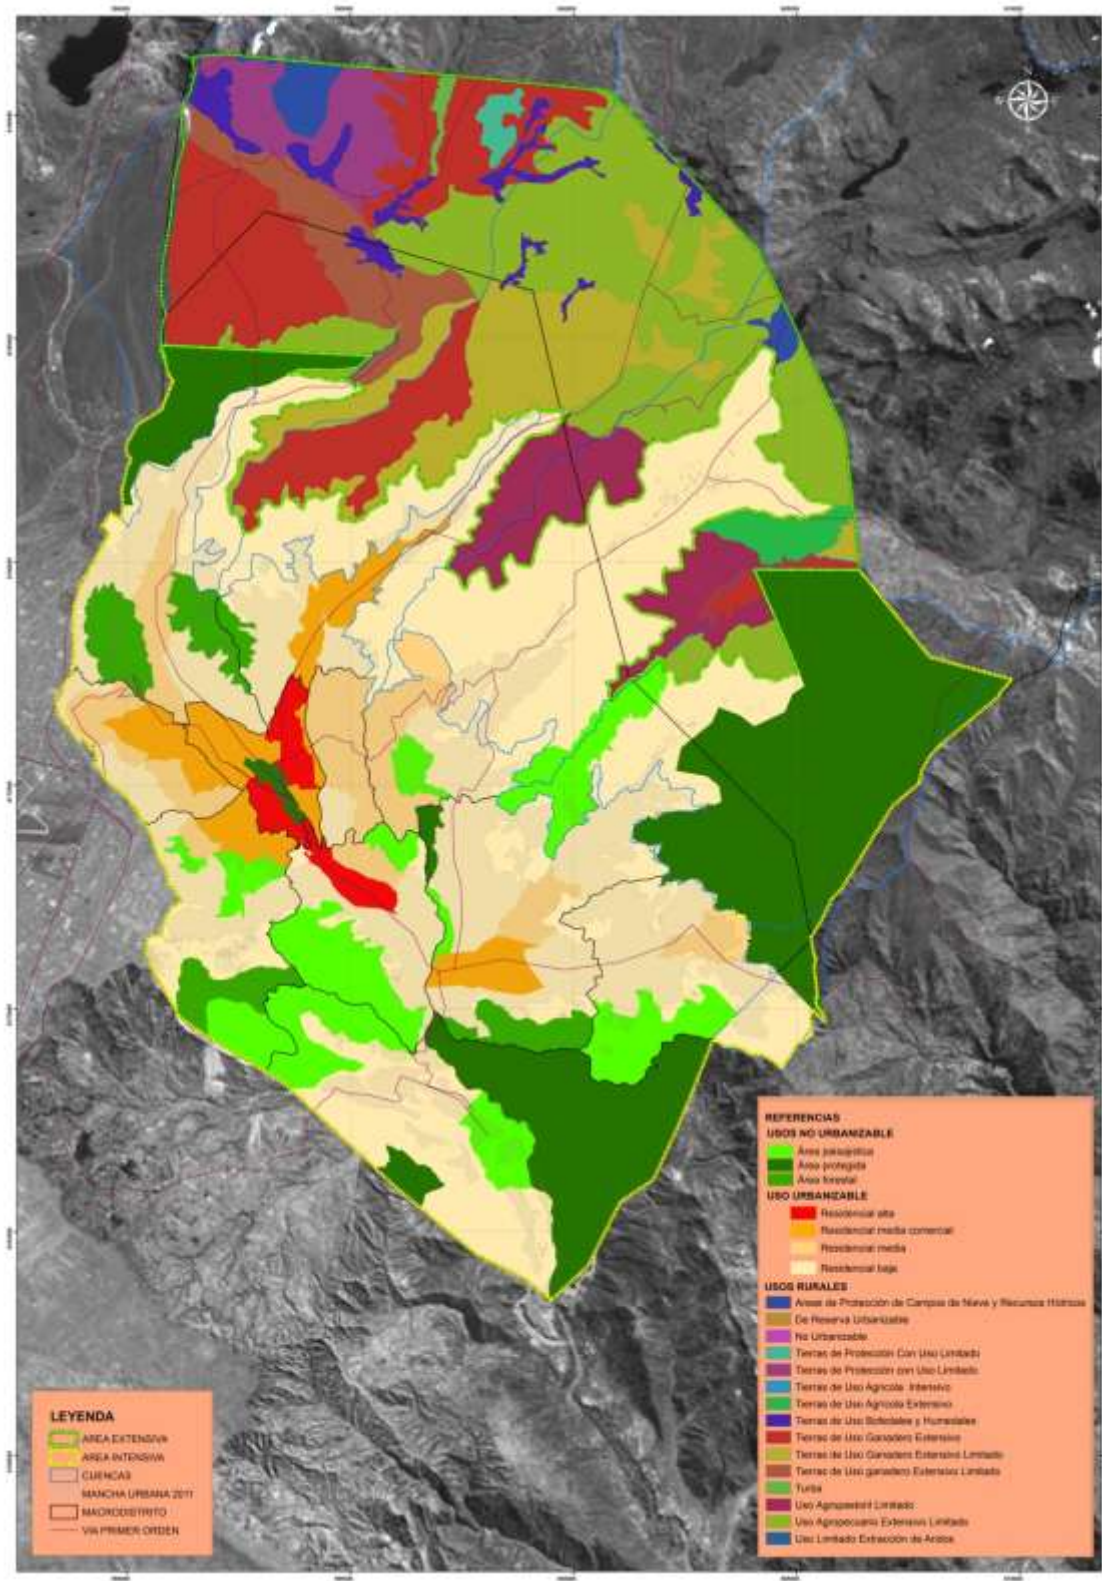 REFERENCIAS
USOS NO URBANIZABLE
Área paisajística
Área protegida
Área forestal
USO URBANIZABLE
Residencial alta
Residencial media comercial
Residencial media
Residencial baja
USOS RURALES
Areas de Protección de Campos de Nieve y Recursos Hídricos
De Reserva Urbanizable
No Urbanizable
Tierras de Protección Con Uso Limitado
Tierras de Protección con Uso Limitado
Tierras de Uso Agrícola Intensivo
Tierras de Uso Agrícola Extensivo
Tierras de Uso Bofedales y Humedales
Tierras de Uso Ganadero Extensivo
Tierras de Uso Ganadero Extensivo Limitado
Tierras de Uso ganadero Extensivo Limitado
Turba
Uso Agropastoril Limitado
Uso Agropecuario Extensivo Limitado
Uso Limitado Extracción de Aridos
LEYENDA
AREA EXTENSIVA
AREA INTENSIVA
CUENCAS
MANCHA URBANA 2011
MACRODISTRITO
VIA PRIMER ORDEN